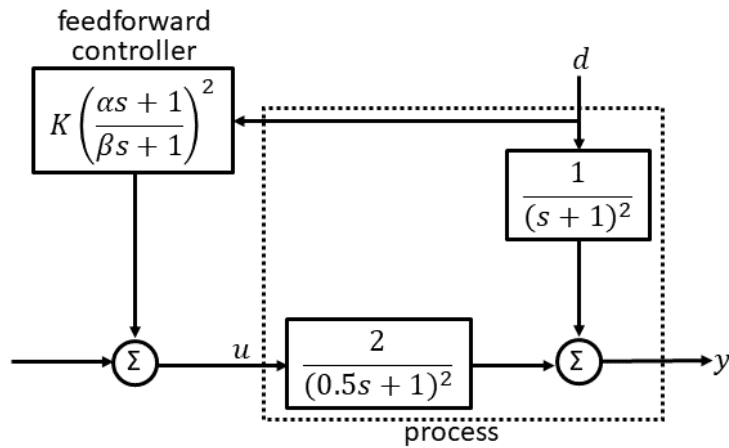 feedforward
controller
d
K((αs + 1)/(βs + 1))^2
1/(s + 1)^2
Σ
u
2/(0.5s + 1)^2
Σ
y
process